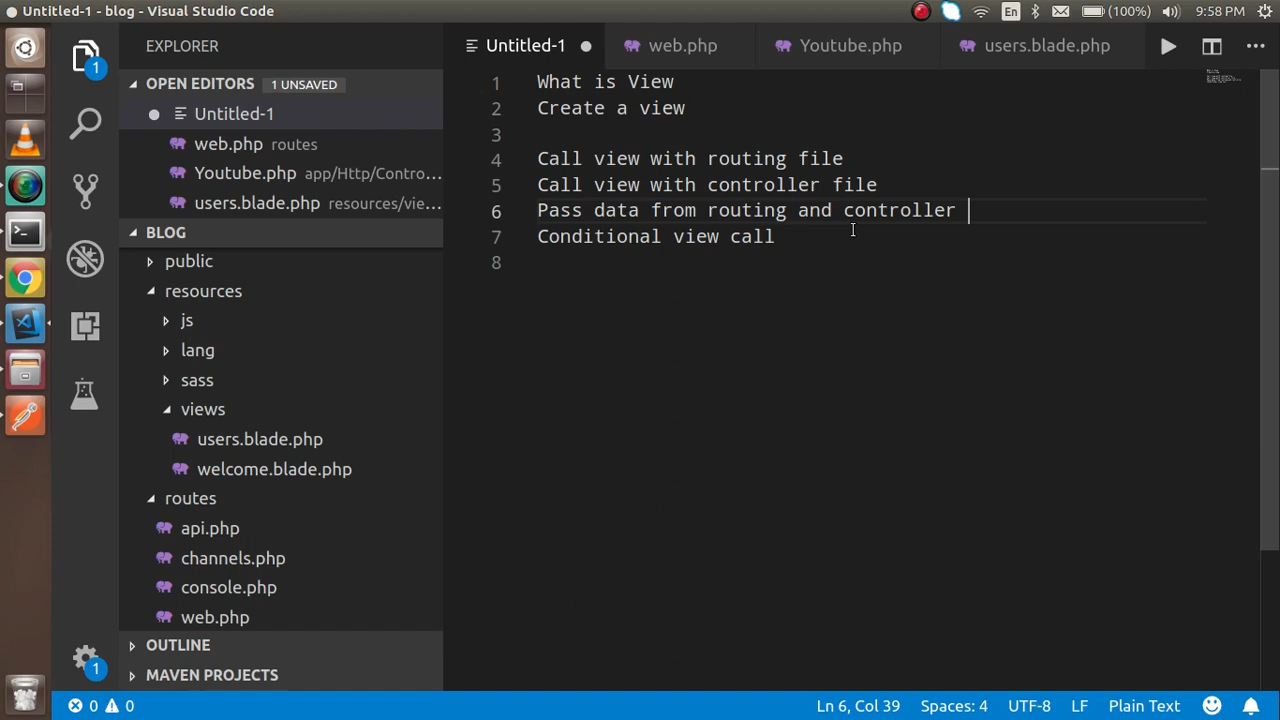 Untitled-1 - blog - Visual Studio Code
En
(100%)
9:58 PM
EXPLORER
Untitled-1
web.php
Youtube.php
users.blade.php
OPEN EDITORS
1 UNSAVED
Untitled-1
web.php routes
Youtube.php app/Http/Contro...
users.blade.php resources/vie...
BLOG
public
resources
js
lang
sass
views
users.blade.php
welcome.blade.php
routes
api.php
channels.php
console.php
web.php
OUTLINE
MAVEN PROJECTS
1
1
1 What is View
2 Create a view
3
4 Call view with routing file
5 Call view with controller file
6 Pass data from routing and controller
7 Conditional view call
8
0 0
Ln 6, Col 39
Spaces: 4
UTF-8
LF
Plain Text